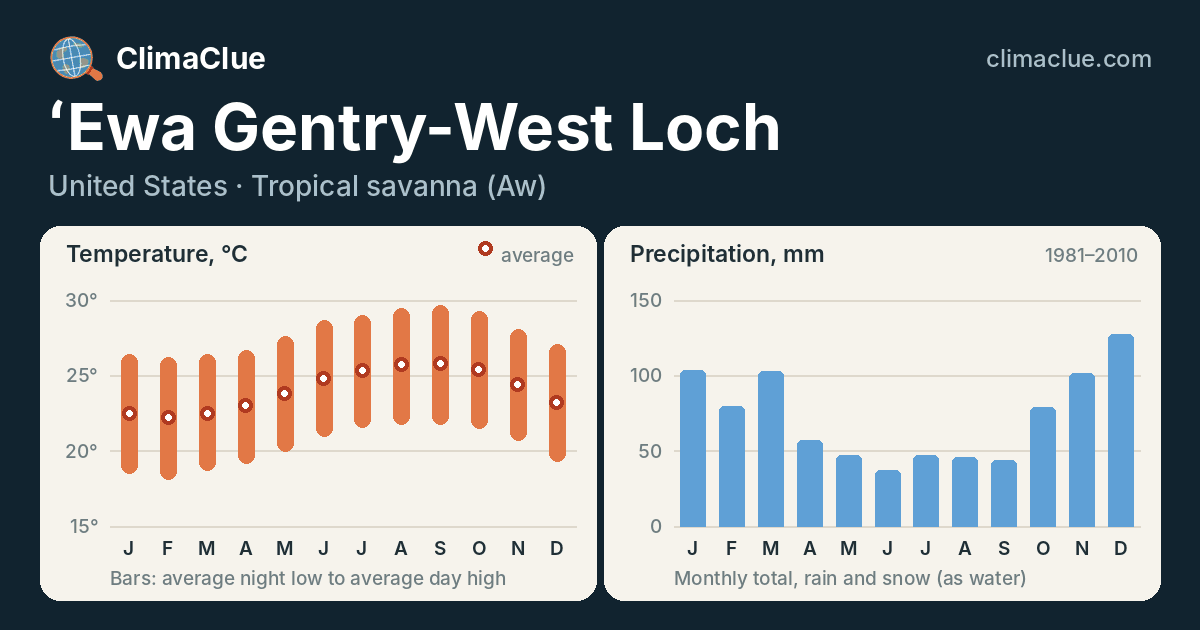 ClimaClue
climaclue.com
ʻEwa Gentry-West Loch
United States · Tropical savanna (Aw)
Temperature, °C
average
30°
25°
20°
15°
J F M A M J J A S O N D
Bars: average night low to average day high
Precipitation, mm
1981–2010
150
100
50
0
J F M A M J J A S O N D
Monthly total, rain and snow (as water)